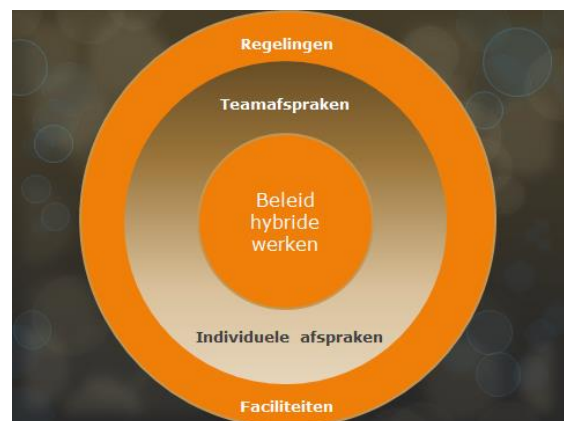 Regelingen
Teamafspraken
Beleid
hybride
werken
Individuele afspraken
Faciliteiten